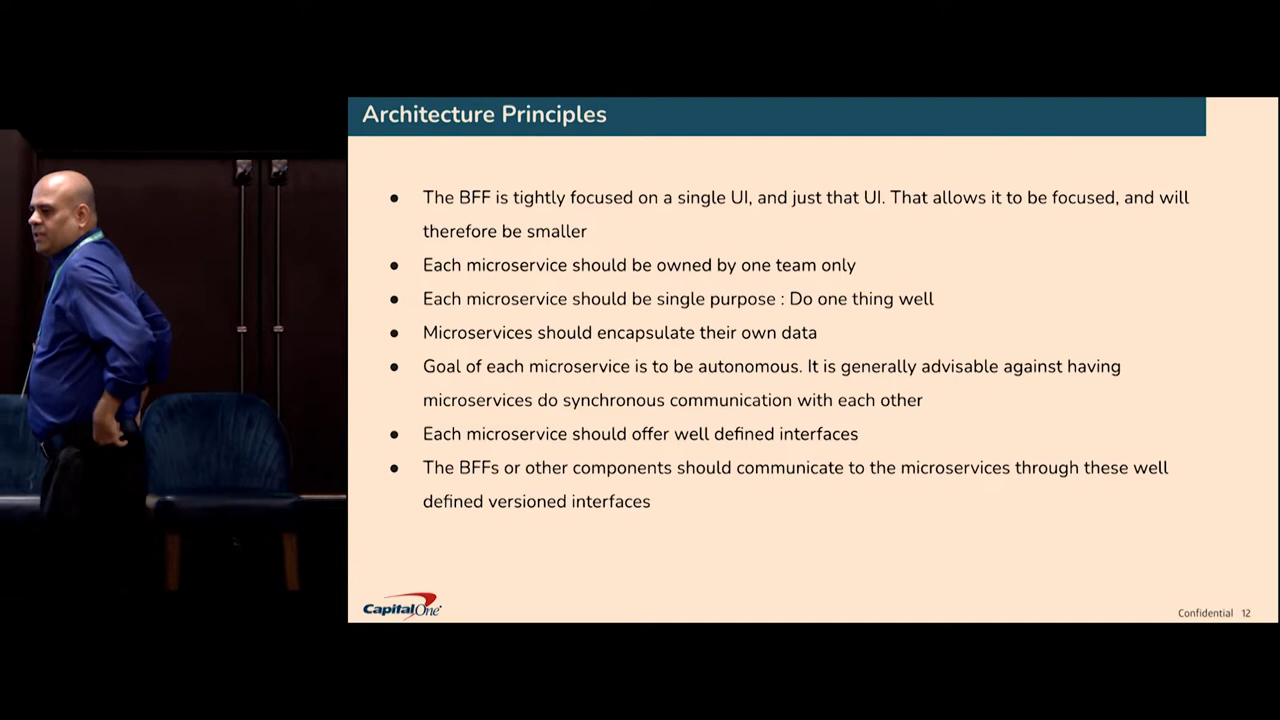 Architecture Principles
● The BFF is tightly focused on a single UI, and just that UI. That allows it to be focused, and will
therefore be smaller
● Each microservice should be owned by one team only
● Each microservice should be single purpose : Do one thing well
● Microservices should encapsulate their own data
● Goal of each microservice is to be autonomous. It is generally advisable against having
microservices do synchronous communication with each other
● Each microservice should offer well defined interfaces
● The BFFs or other components should communicate to the microservices through these well
defined versioned interfaces
CapitalOne
Confidential 12